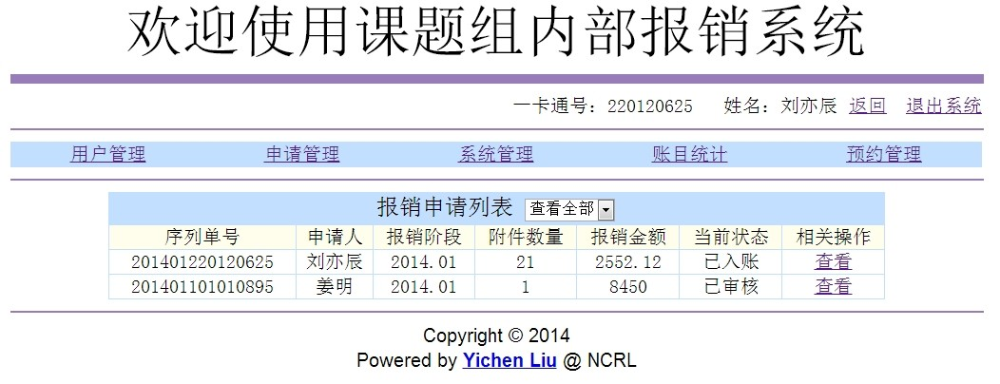 欢迎使用课题组内部报销系统
一卡通号：220120625 姓名：刘亦辰 返回 退出系统
用户管理 申请管理 系统管理 账目统计 预约管理
报销申请列表 查看全部
序列单号 申请人 报销阶段 附件数量 报销金额 当前状态 相关操作
201401220120625 刘亦辰 2014.01 21 2552.12 已入账 查看
201401101010895 姜明 2014.01 1 8450 已审核 查看
Copyright © 2014
Powered by Yichen Liu @ NCRL